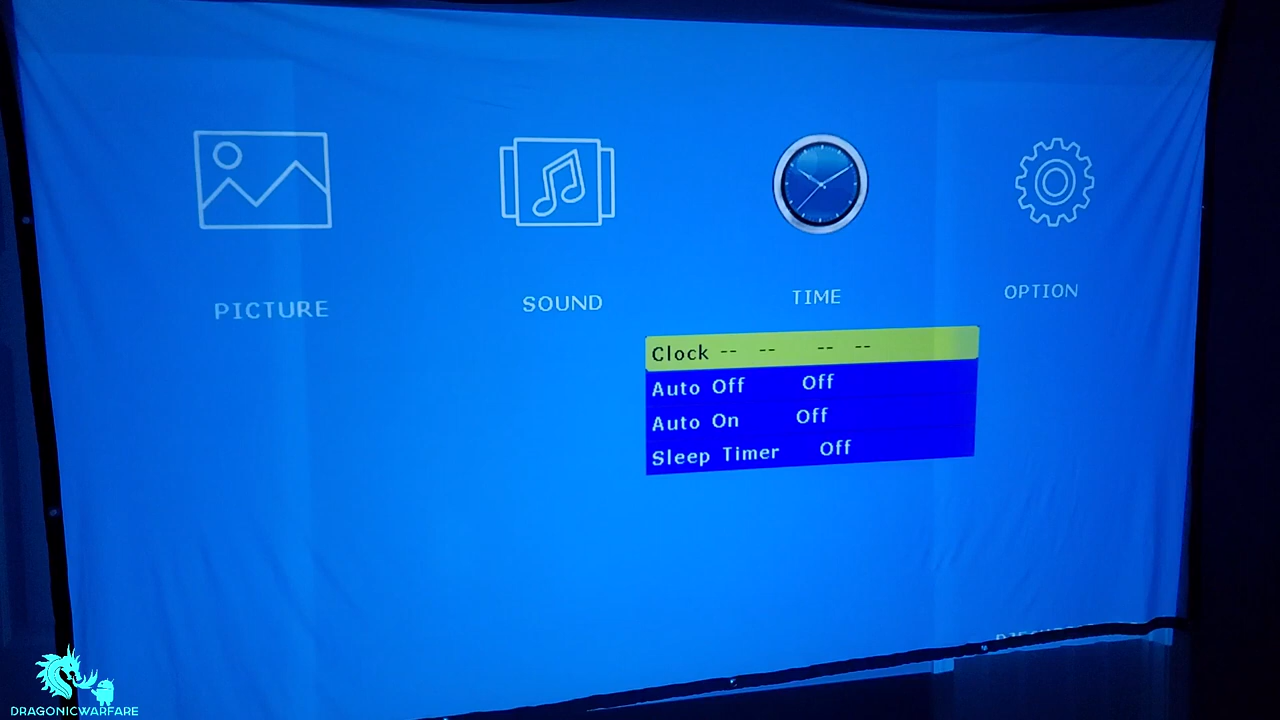 PICTURE
SOUND
TIME
OPTION
Clock -- -- -- --
Auto Off Off
Auto On Off
Sleep Timer Off
DRAGONICWARFARE